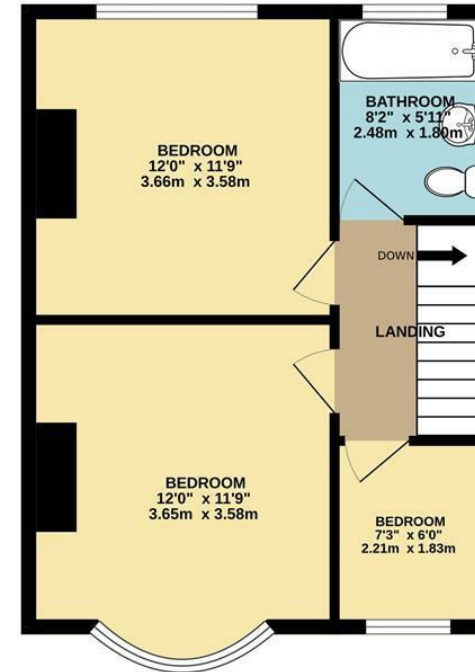 BEDROOM
12'0" x 11'9"
3.66m x 3.58m
BATHROOM
8'2" x 5'11"
2.48m x 1.80m
DOWN
LANDING
BEDROOM
12'0" x 11'9"
3.65m x 3.58m
BEDROOM
7'3" x 6'0"
2.21m x 1.83m